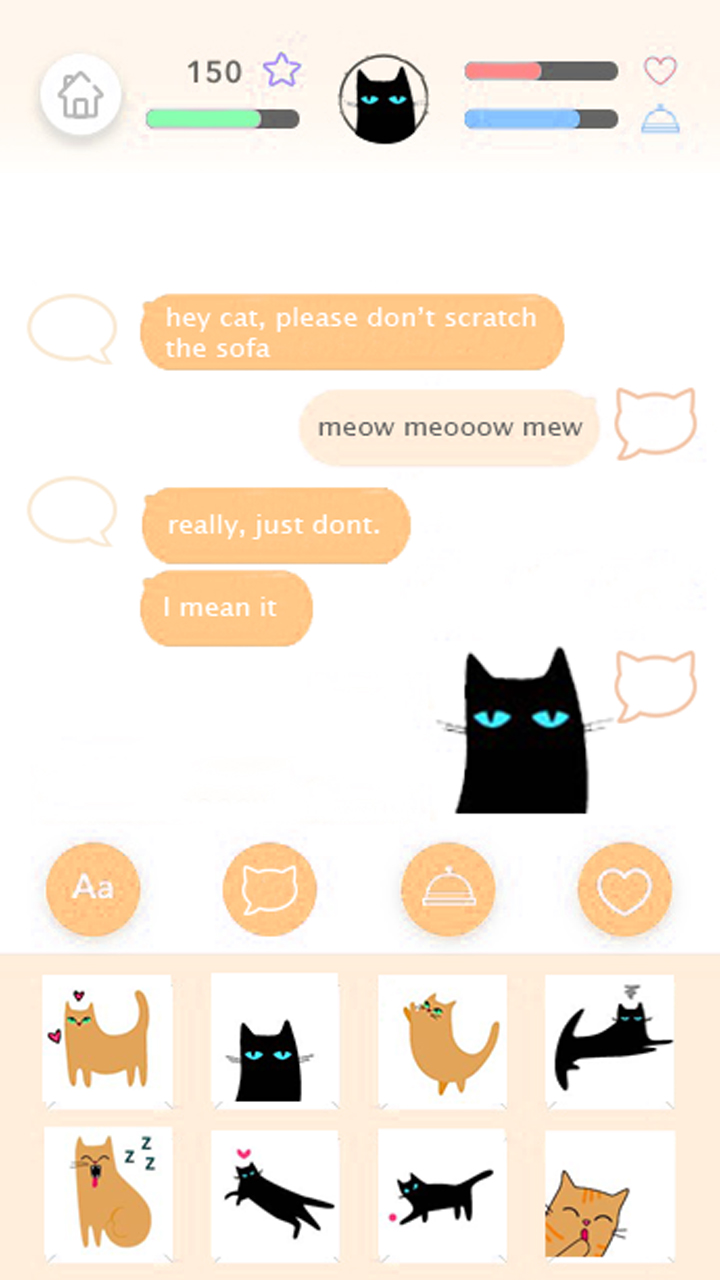 150
hey cat, please don’t scratch
the sofa
meow meooow mew
really, just dont.
I mean it
Aa
z z z